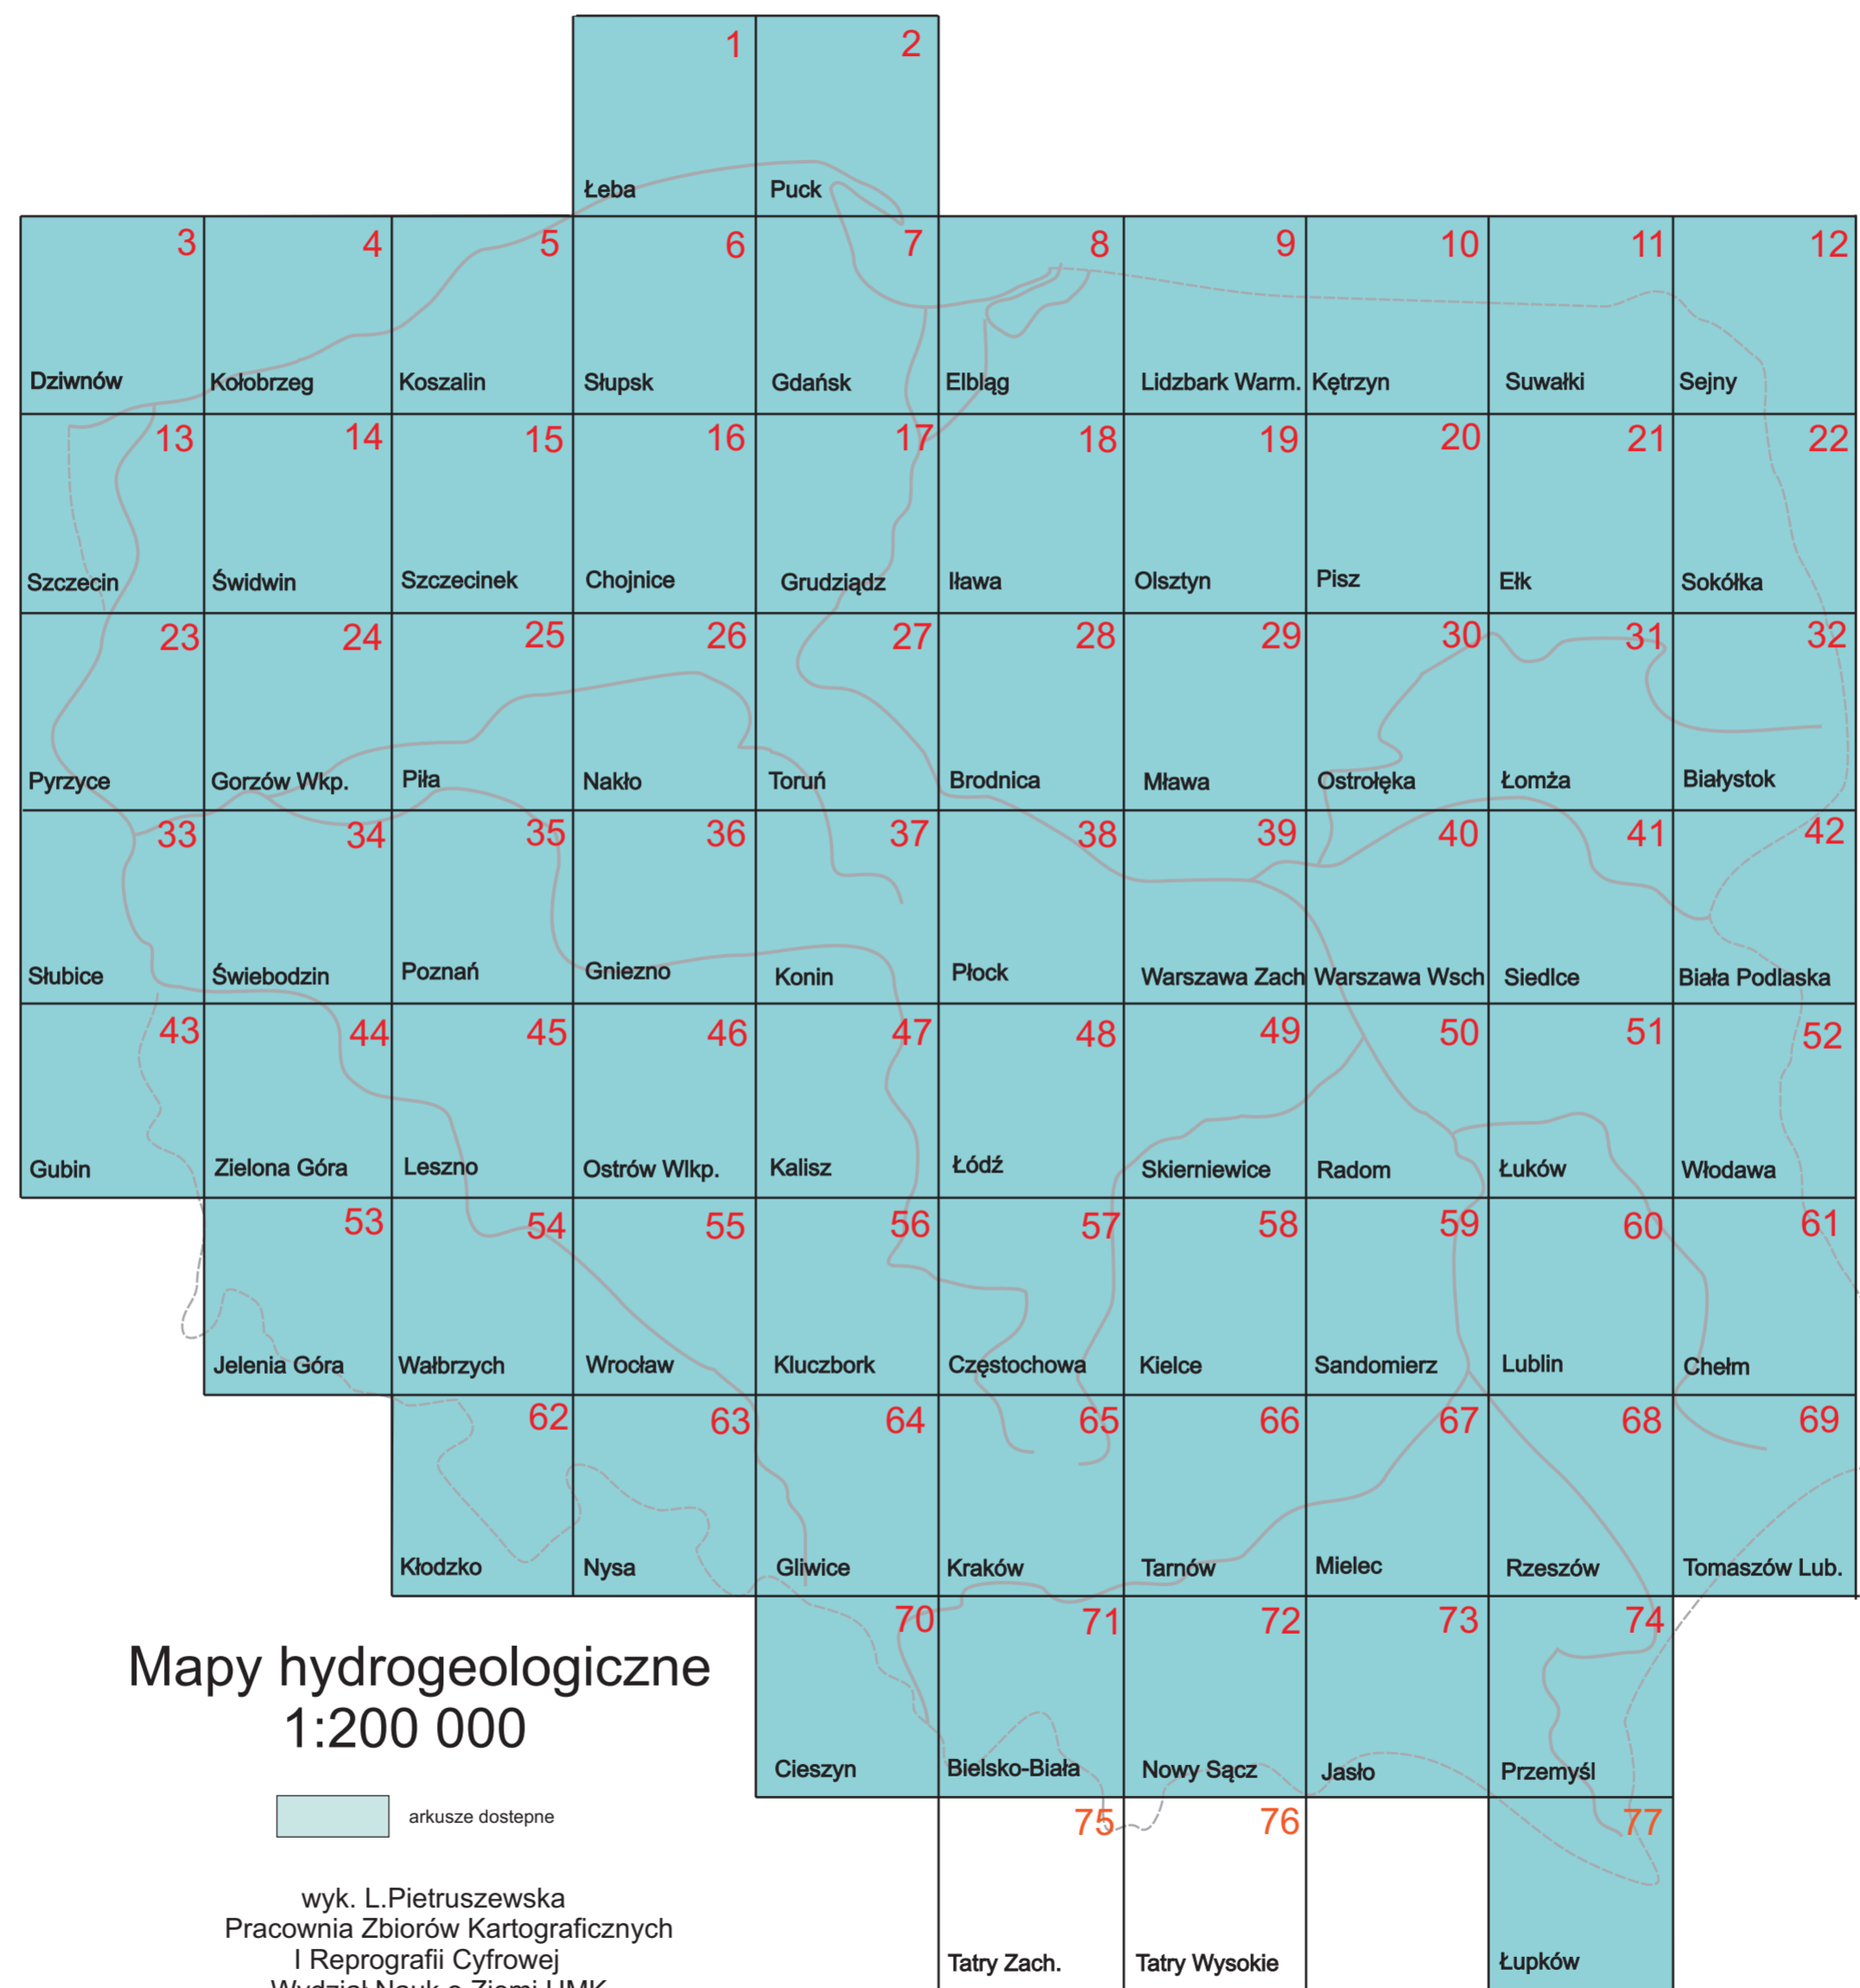 1 2
Łeba Puck
3 4 5 6 7 8 9 10 11 12
Dziwnów Kołobrzeg Koszalin Słupsk Gdańsk Elbląg Lidzbark Warm. Kętrzyn Suwałki Sejny
13 14 15 16 17 18 19 20 21 22
Szczecin Świdwin Szczecinek Chojnice Grudziądz Iława Olsztyn Pisz Ełk Sokółka
23 24 25 26 27 28 29 30 31 32
Pyrzyce Gorzów Wkp. Piła Nakło Toruń Brodnica Mława Ostrołęka Łomża Białystok
33 34 35 36 37 38 39 40 41 42
Słubice Świebodzin Poznań Gniezno Konin Płock Warszawa Zach Warszawa Wsch Siedlce Biała Podlaska
43 44 45 46 47 48 49 50 51 52
Gubin Zielona Góra Leszno Ostrów Wlkp. Kalisz Łódź Skierniewice Radom Łuków Włodawa
53 54 55 56 57 58 59 60 61
Jelenia Góra Wałbrzych Wrocław Kluczbork Częstochowa Kielce Sandomierz Lublin Chełm
62 63 64 65 66 67 68 69
Kłodzko Nysa Gliwice Kraków Tarnów Mielec Rzeszów Tomaszów Lub.
70 71 72 73 74
Cieszyn Bielsko-Biała Nowy Sącz Jasło Przemyśl
75 76 77
Tatry Zach. Tatry Wysokie Łupków
Mapy hydrogeologiczne
1:200 000
arkusze dostepne
wyk. L.Pietruszewska
Pracownia Zbiorów Kartograficznych
I Reprografii Cyfrowej
Wydział Nauk o Ziemi UMK